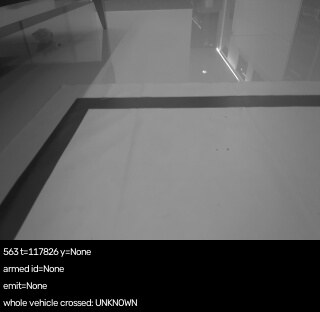 563 t=117826 y=None
armed id=None
emit=None
whole vehicle crossed: UNKNOWN